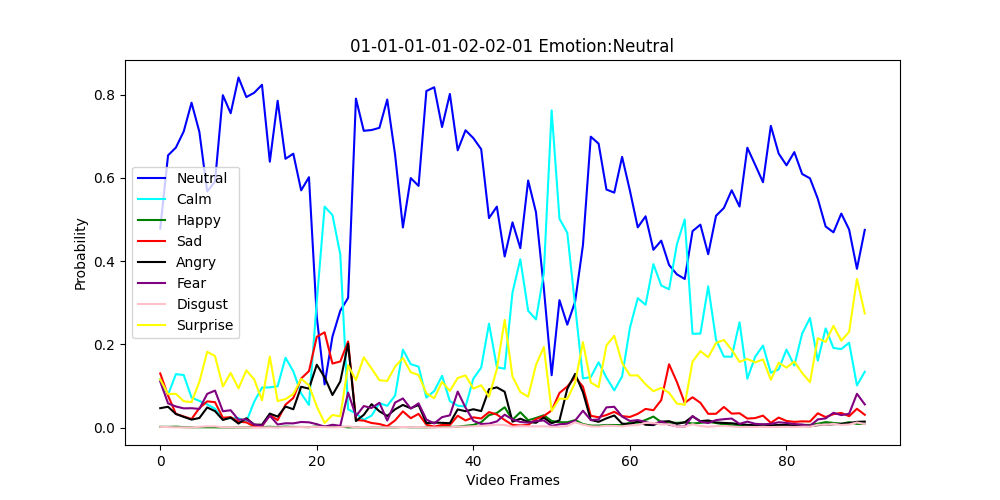 01-01-01-01-02-02-01 Emotion:Neutral
Probability
0.8
0.6
0.4
0.2
0.0
Neutral
Calm
Happy
Sad
Angry
Fear
Disgust
Surprise
0 20 40 60 80
Video Frames